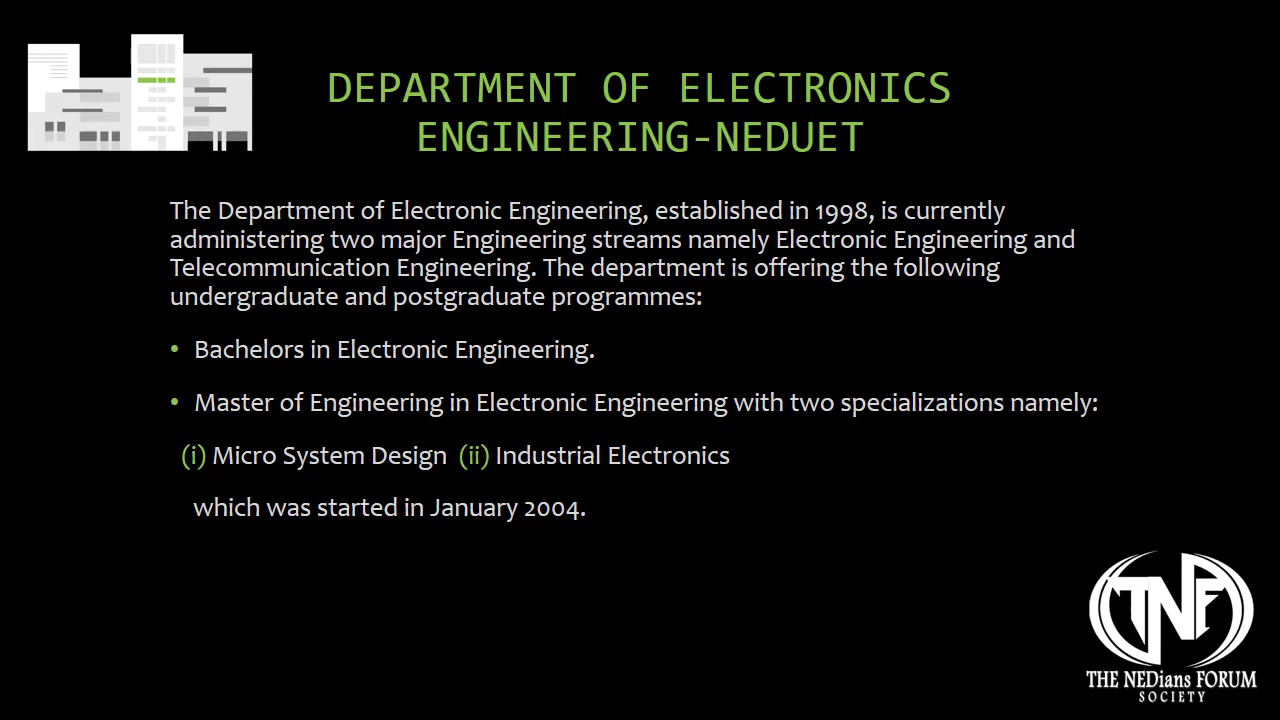 DEPARTMENT OF ELECTRONICS
ENGINEERING-NEDUET
The Department of Electronic Engineering, established in 1998, is currently
administering two major Engineering streams namely Electronic Engineering and
Telecommunication Engineering. The department is offering the following
undergraduate and postgraduate programmes:
• Bachelors in Electronic Engineering.
• Master of Engineering in Electronic Engineering with two specializations namely:
(i) Micro System Design (ii) Industrial Electronics
which was started in January 2004.
TNF
THE NEDians FORUM
SOCIETY